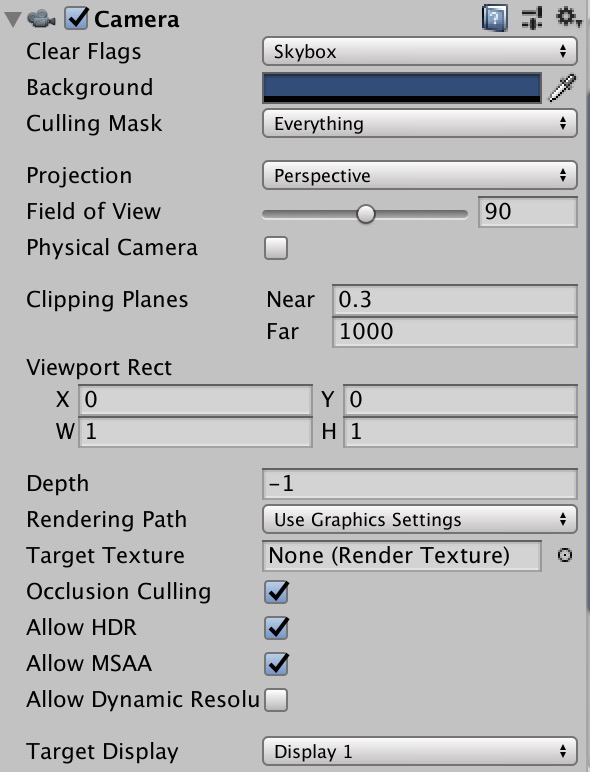 Camera
Clear Flags Skybox
Background
Culling Mask Everything
Projection Perspective
Field of View 90
Physical Camera
Clipping Planes Near 0.3
Far 1000
Viewport Rect
X 0 Y 0
W 1 H 1
Depth -1
Rendering Path Use Graphics Settings
Target Texture None (Render Texture)
Occlusion Culling
Allow HDR
Allow MSAA
Allow Dynamic Resolu
Target Display Display 1